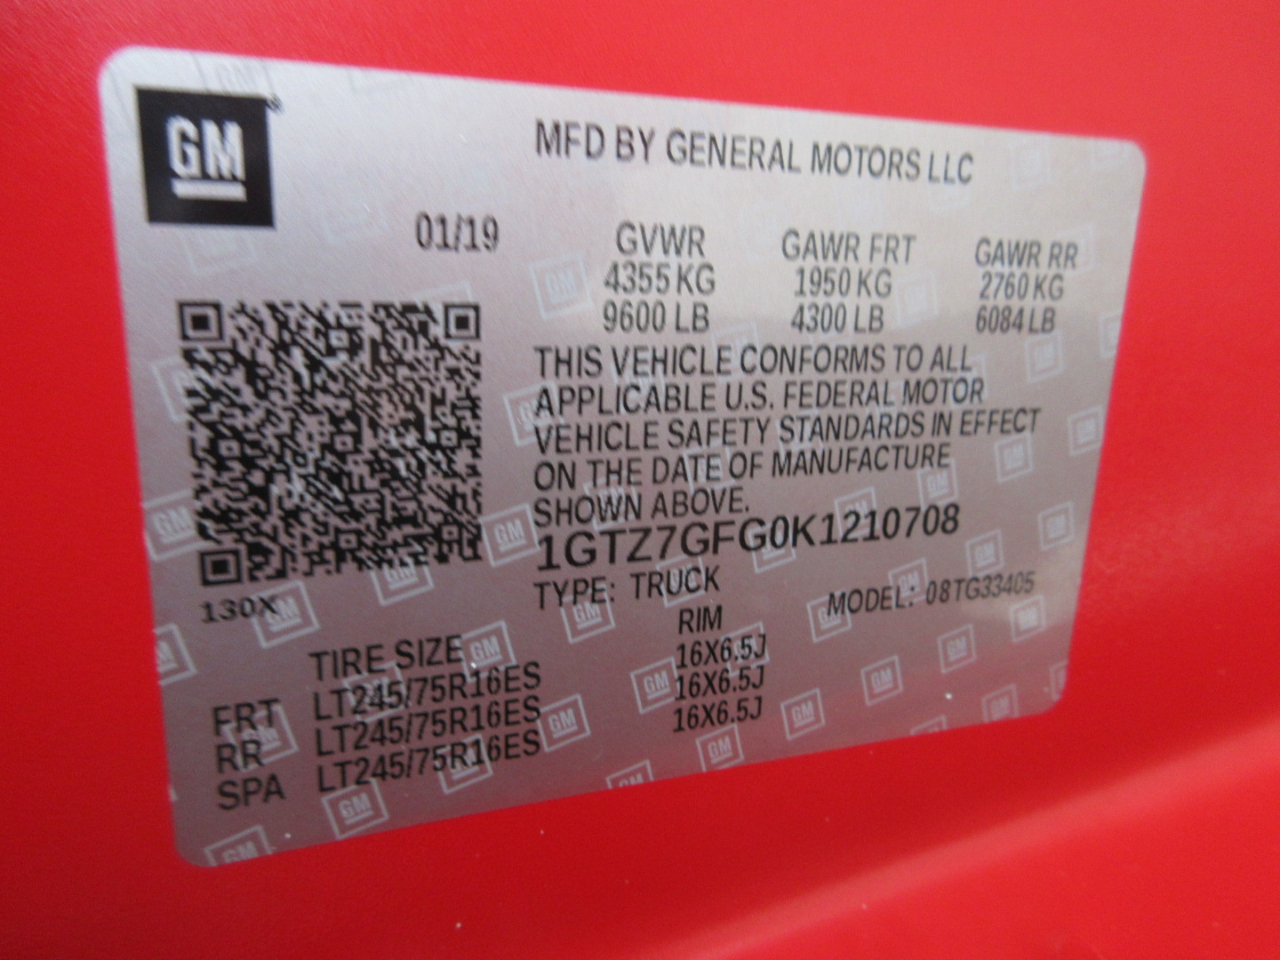 GM
MFD BY GENERAL MOTORS LLC
01/19
GVWR GAWR FRT GAWR RR
4355 KG 1950 KG 2760 KG
9600 LB 4300 LB 6084 LB
THIS VEHICLE CONFORMS TO ALL
APPLICABLE U.S. FEDERAL MOTOR
VEHICLE SAFETY STANDARDS IN EFFECT
ON THE DATE OF MANUFACTURE
SHOWN ABOVE.
1GTZ7GFG0K1210708
TYPE: TRUCK MODEL: 08TG33405
130X
TIRE SIZE RIM
FRT LT245/75R16ES 16X6.5J
RR LT245/75R16ES 16X6.5J
SPA LT245/75R16ES 16X6.5J